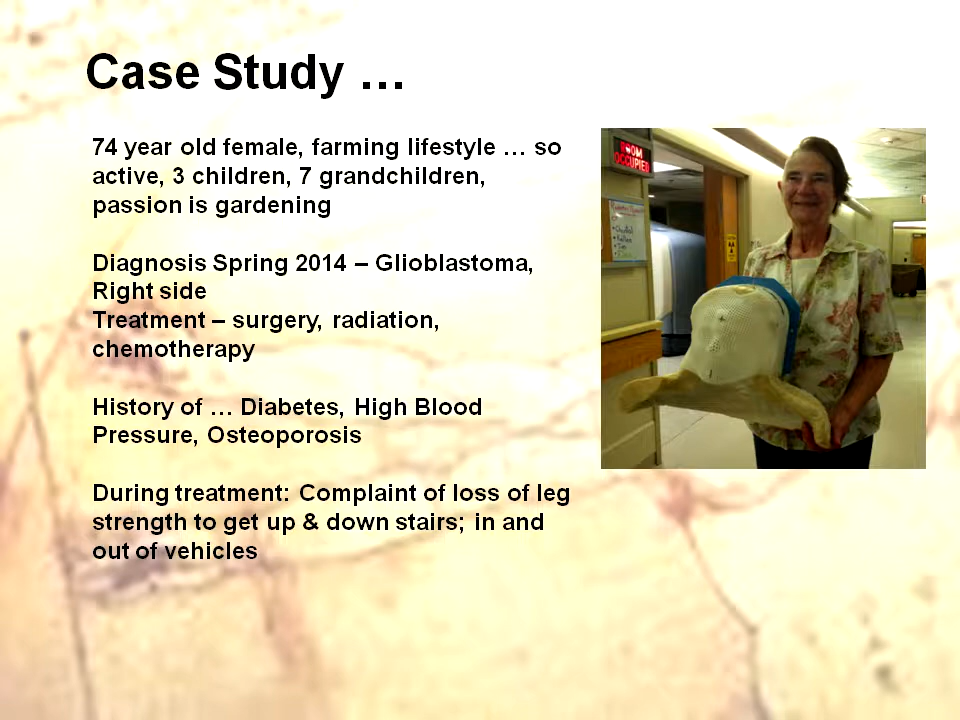 Case Study …
74 year old female, farming lifestyle … so
active, 3 children, 7 grandchildren,
passion is gardening
Diagnosis Spring 2014 – Glioblastoma,
Right side
Treatment – surgery, radiation,
chemotherapy
History of … Diabetes, High Blood
Pressure, Osteoporosis
During treatment: Complaint of loss of leg
strength to get up & down stairs; in and
out of vehicles
ROOM
OCCUPIED